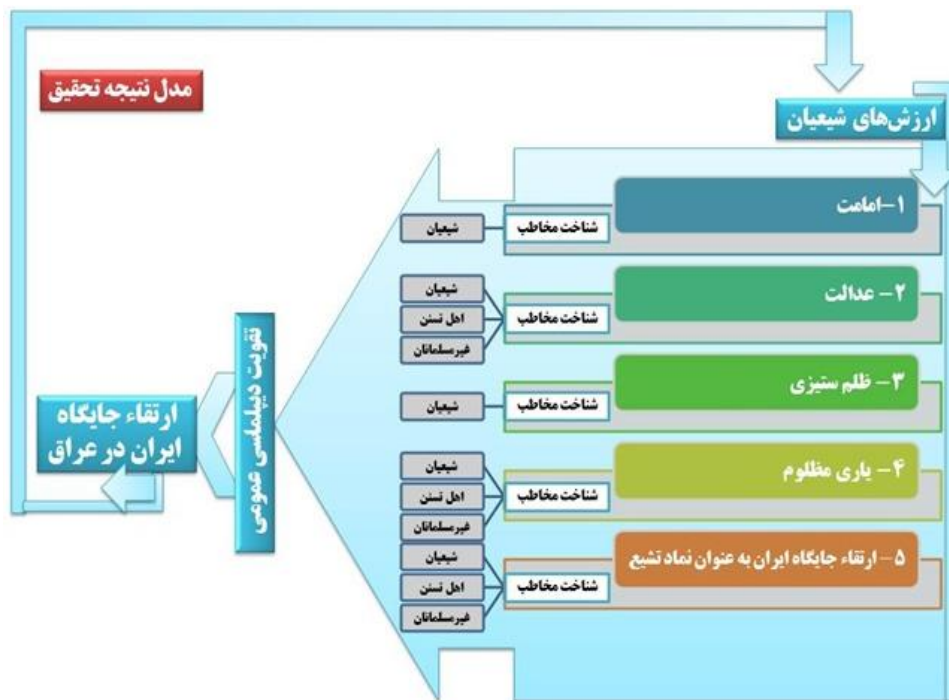 مدل نتیجه تحقیق
ارزش‌های شیعیان
۱-امامت
شناخت مخاطب
شیعیان
۲- عدالت
شناخت مخاطب
شیعیان
اهل تسنن
غیرمسلمانان
۳- ظلم ستیزی
شناخت مخاطب
شیعیان
۴- یاری مظلوم
شناخت مخاطب
شیعیان
اهل تسنن
غیرمسلمانان
۵- ارتقاء جایگاه ایران به عنوان نماد تشیع
شناخت مخاطب
شیعیان
اهل تسنن
غیرمسلمانان
تقویت دیپلماسی عمومی
ارتقاء جایگاه
ایران در عراق